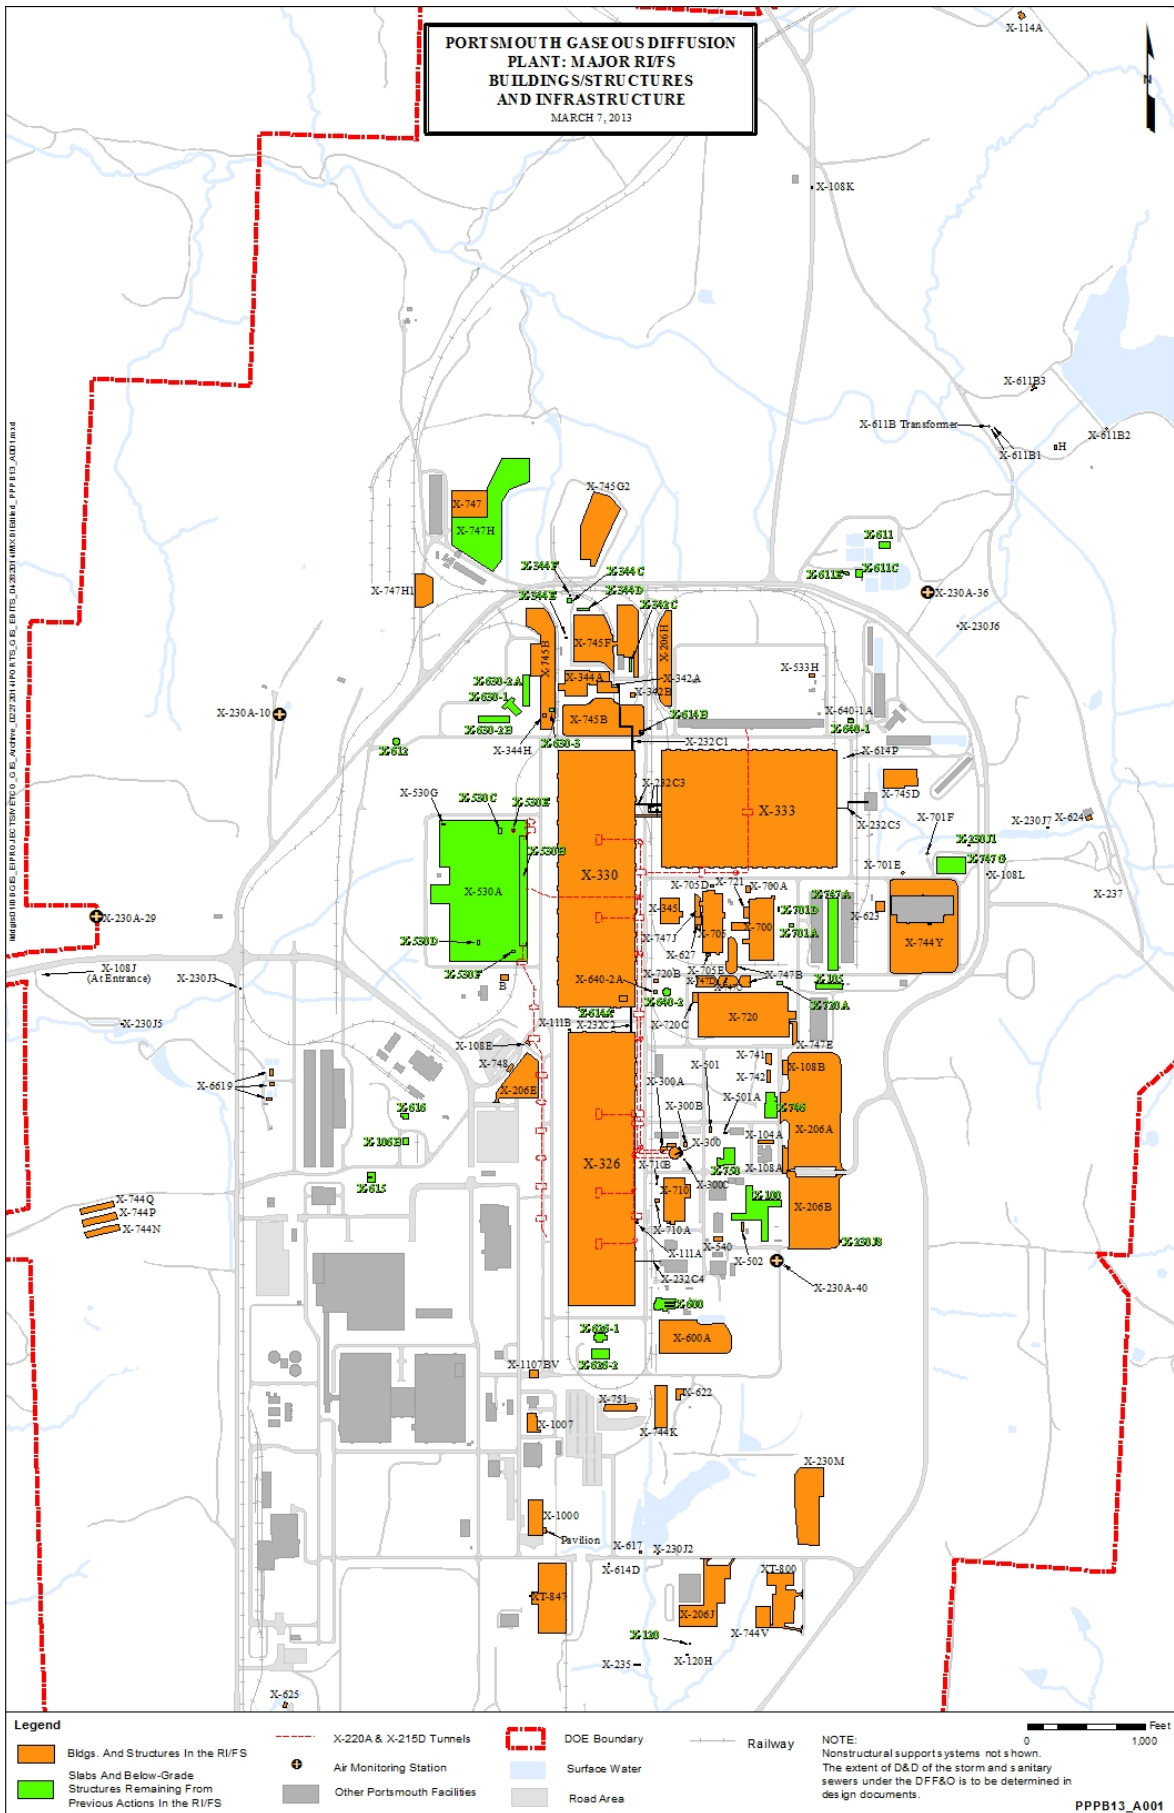 PORTSMOUTH GASEOUS DIFFUSION
PLANT: MAJOR RI/FS
BUILDINGS/STRUCTURES
AND INFRASTRUCTURE
MARCH 7, 2013
X-114A
N
X-108K
X-611B3
X-611B Transformer
X-611B2
X-611B1
H
X-747
X-745G2
X-747H
X-611
X-344F
X-344C
X-611E
X-611C
X-747H1
X-344E
X-344D
X-342C
X-230A-36
X-230J6
X-745F
X-206H
X-745B
X-533H
X-630-2A
X-344A
X-342A
X-630-1
X-342B
X-230A-10
X-640-1A
X-630-2B
X-745B
X-614B
X-640-1
X-612
X-344H
X-630-3
X-232C1
X-614P
X-232C3
X-745D
X-530G
X-530C
X-530E
X-333
X-232C5
X-701F
X-230J7
X-624
X-230J1
X-530B
X-747G
X-701E
X-108L
X-530A
X-330
X-705D
X-721
X-700A
X-747A
X-237
X-345
X-701D
X-623
X-230A-29
X-747J
X-705
X-700
X-701A
X-744Y
X-530D
X-627
X-108J
(At Entrance)
X-230J3
X-530F
X-640-2A
X-720B
X-705E
X-747B
X-747D
X-747C
X-105
B
X-640-2
X-720A
X-614A
X-230J5
X-111B
X-232C2
X-720C
X-720
X-747E
X-108E
X-748
X-501
X-741
X-108B
X-6619
X-206E
X-300A
X-742
X-501A
X-616
X-300B
X-746
X-206A
X-106B
X-300
X-104A
X-326
X-710B
X-750
X-108A
X-615
X-300C
X-710
X-100
X-744Q
X-744P
X-744N
X-206B
X-710A
X-540
X-230J8
X-111A
X-502
X-232C4
X-230A-40
X-600
X-626-1
X-600A
X-626-2
X-1107BV
X-622
X-751
X-1007
X-744K
X-230M
X-1000
Pavilion
X-617
X-230J2
X-614D
XT-800
XT-847
X-206J
X-744V
X-120
X-120H
X-235
X-625
Legend
Bldgs. And Structures In the RI/FS
Slabs And Below-Grade
Structures Remaining From
Previous Actions In the RI/FS
X-220A & X-215D Tunnels
Air Monitoring Station
Other Portsmouth Facilities
DOE Boundary
Surface Water
Road Area
Railway
NOTE:
Nonstructural support systems not shown.
The extent of D&D of the storm and sanitary
sewers under the DFF&O is to be determined in
design documents.
Feet
0
1,000
PPPB13_A001